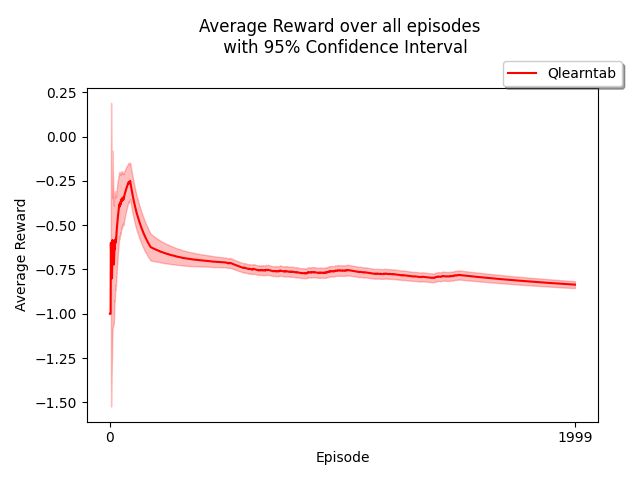 Average Reward over all episodes
with 95% Confidence Interval
Qlearntab
0.25
0.00
−0.25
−0.50
−0.75
−1.00
−1.25
−1.50
Average Reward
0 1999
Episode